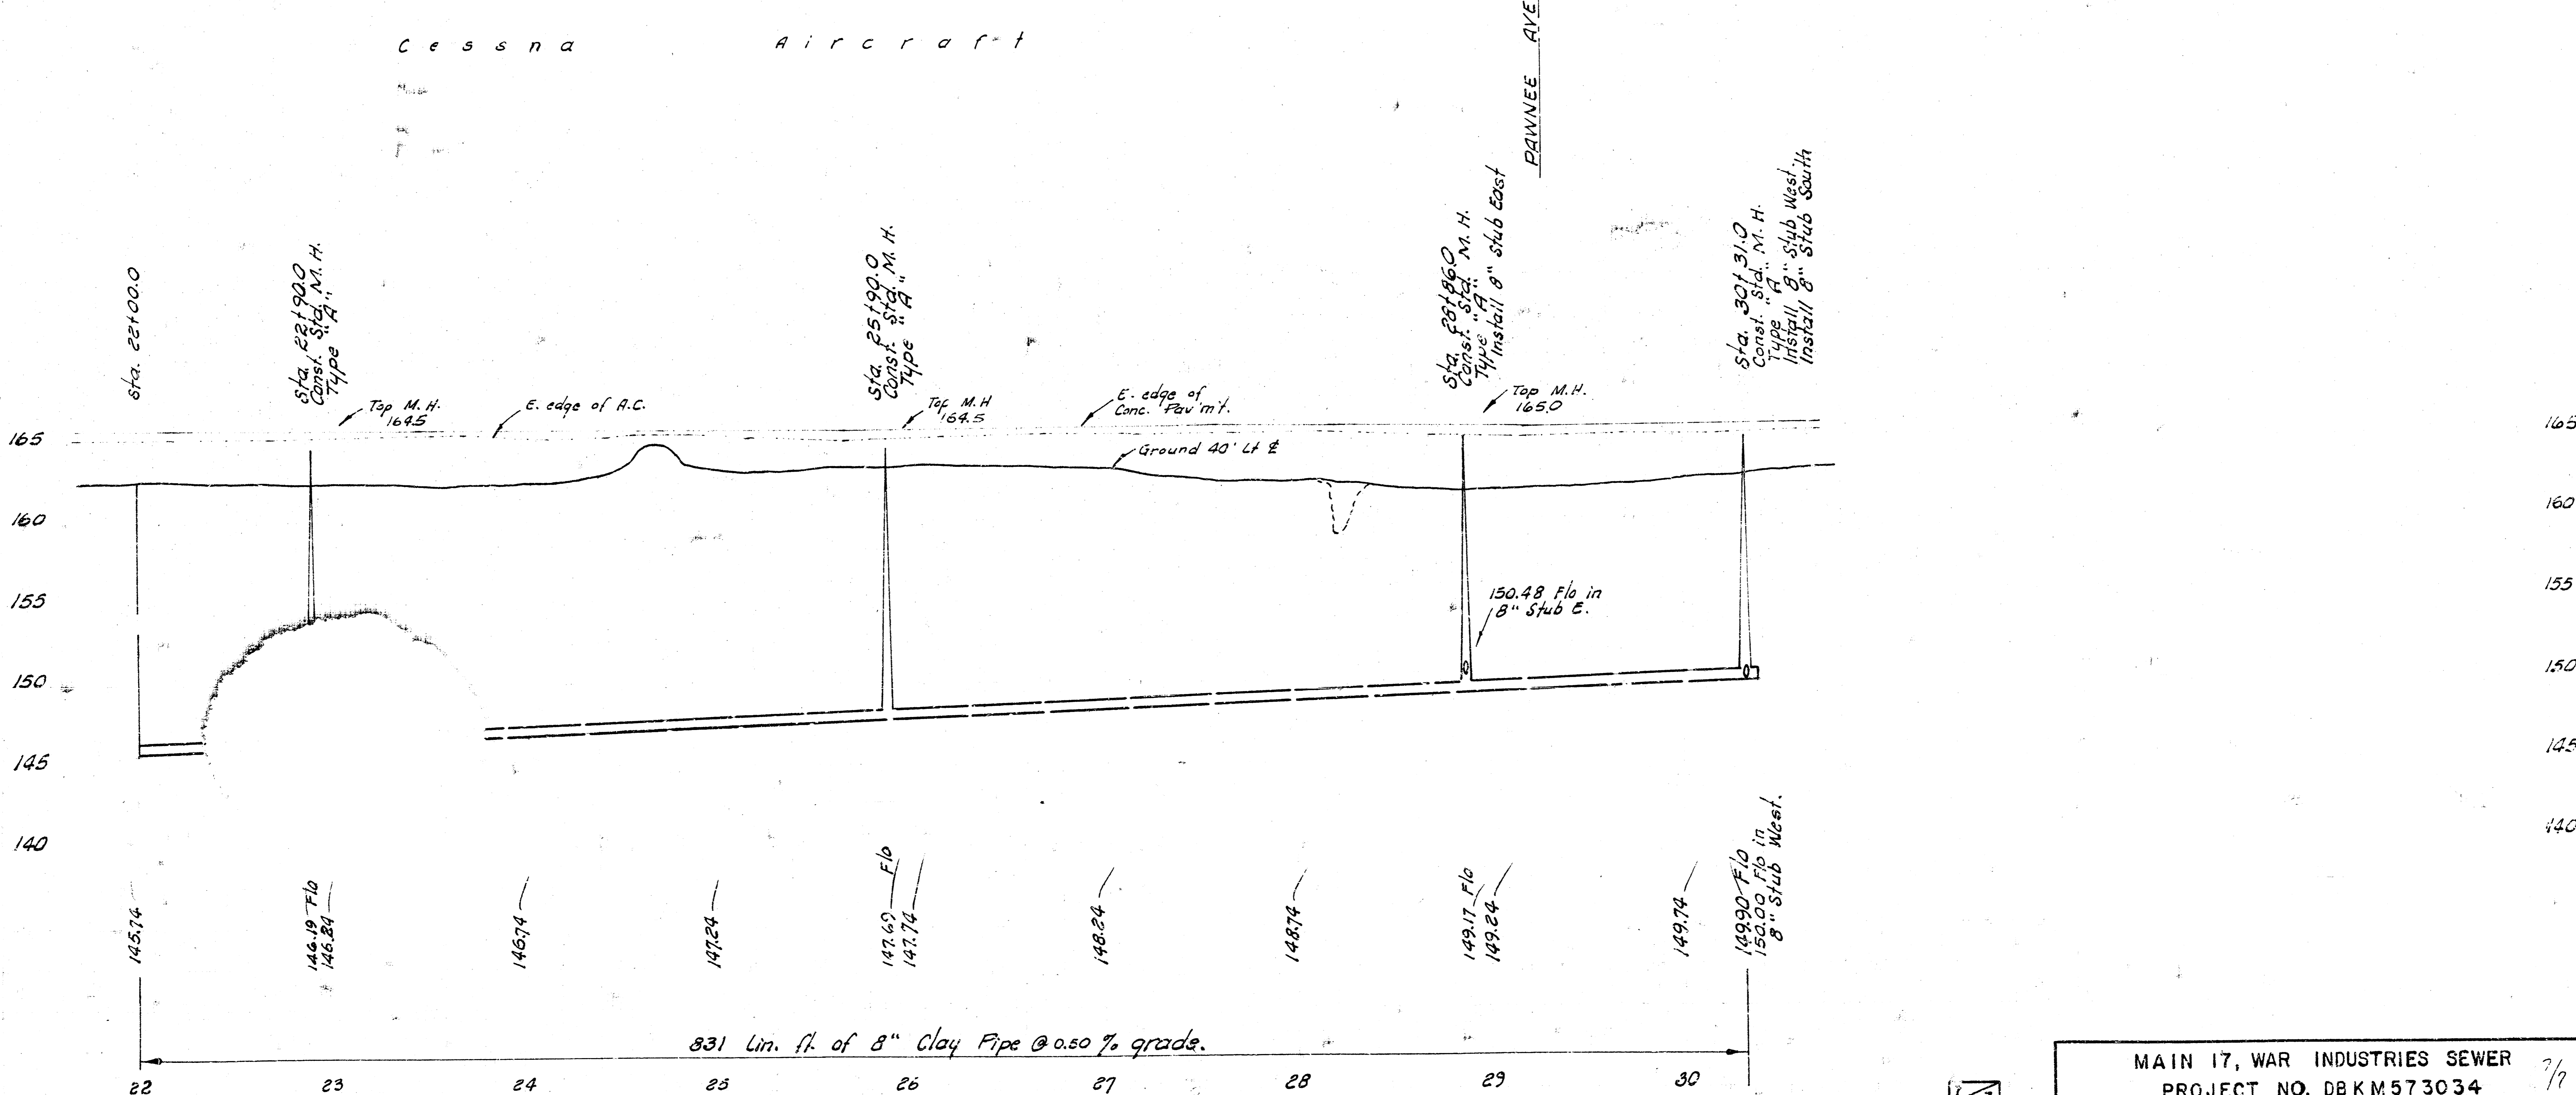 Cessna Aircraft
PAWNEE AVE
Sta. 22+00.0
Sta. 22+90.0
Const. Std. M. H.
Type "A"
Sta. 25+90.0
Const. Std. M. H.
Type "A"
Sta. 28+86.0
Const. Std. M. H.
Type "A"
Install 8" Stub East
Sta. 30+31.0
Const. Std. M. H.
Type "A"
Install 8" Stub West
Install 8" Stub South
Top M. H.
164.5
E. edge of A.C.
Top M.H
164.5
E. edge of
Conc. Pav'm't.
Top M.H.
165.0
Ground 40' Lt ℄
165
160
155
150
145
140
165
160
155
150
145
140
150.48 Flo in
8" Stub E.
145.74
146.19 Flo
146.24
146.74
147.24
147.69 Flo
147.74
148.24
148.74
149.17 Flo
149.24
149.74
149.90 Flo
150.00 Flo in
8" Stub West.
831 Lin. ft. of 8" Clay Pipe @ 0.50 % grade.
22 23 24 25 26 27 28 29 30
MAIN 17, WAR INDUSTRIES SEWER
PROJECT NO. DBKM573034